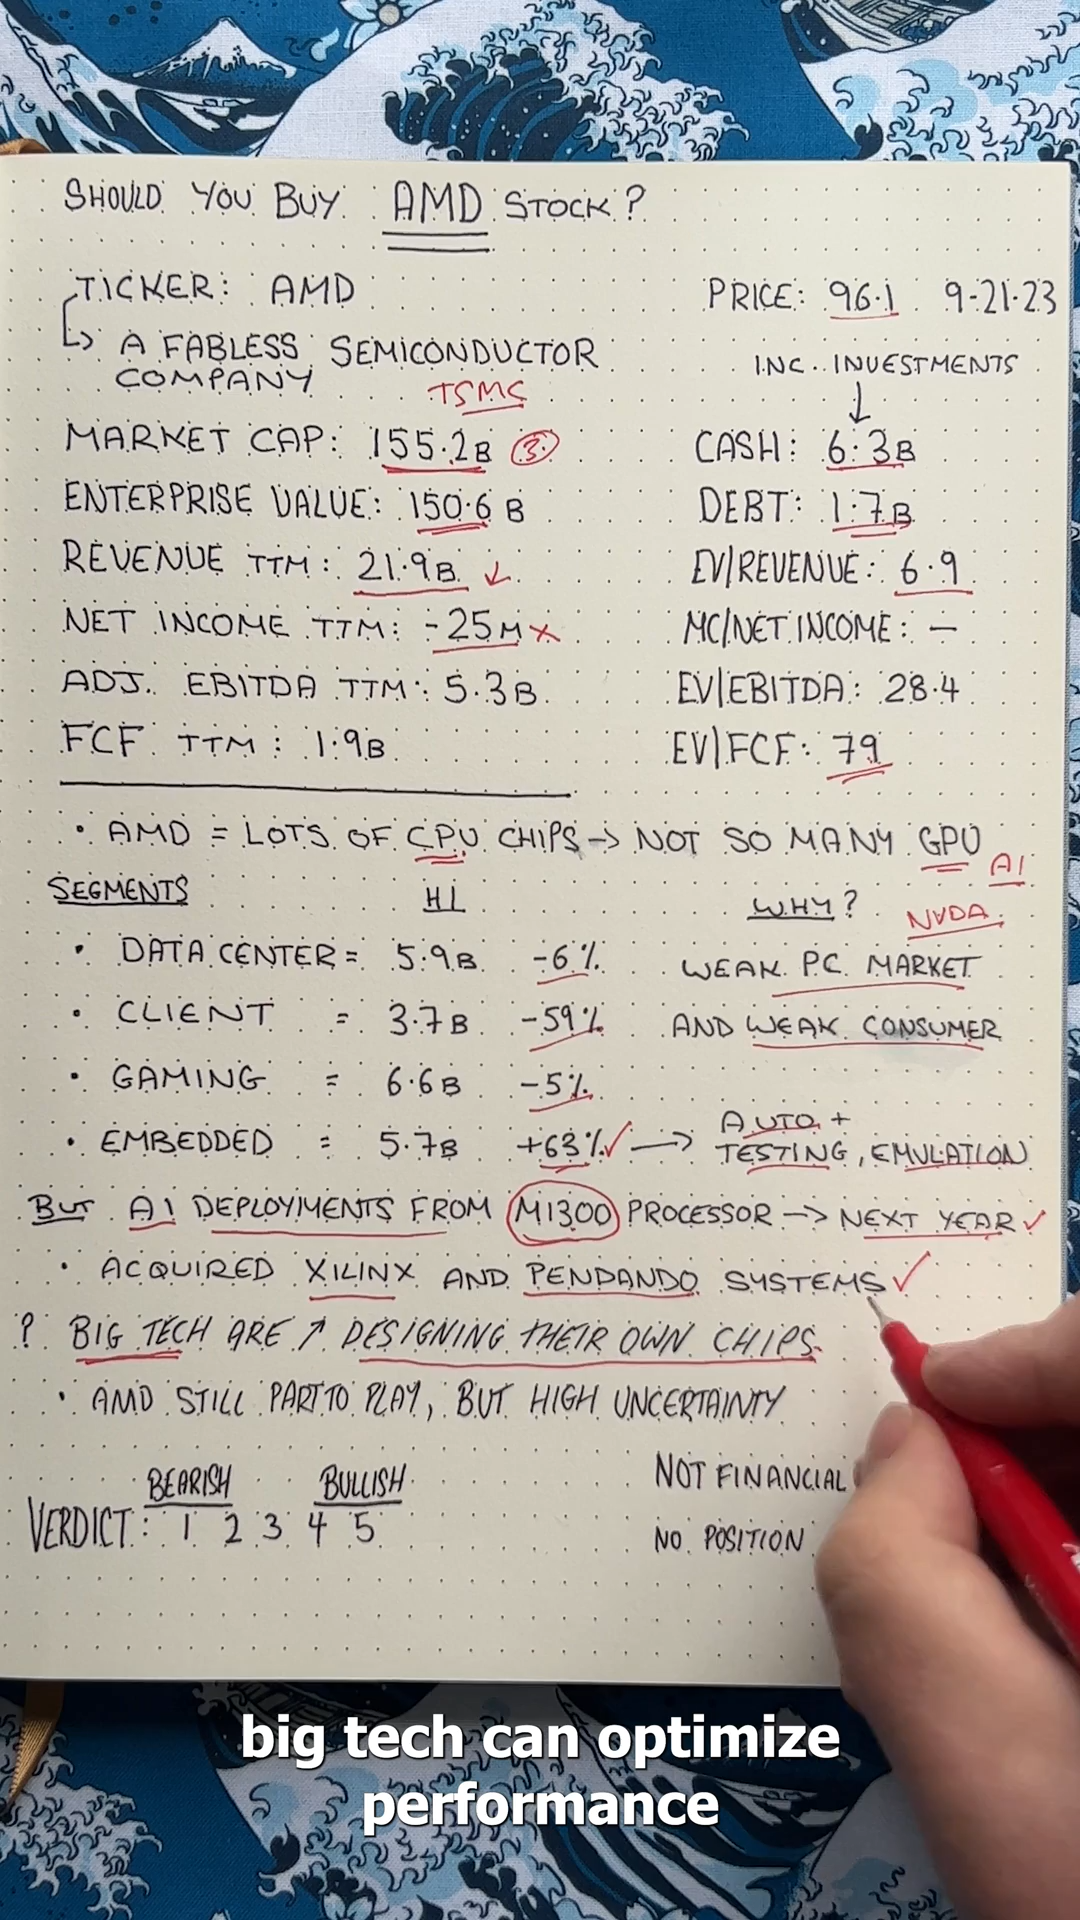 SHOULD YOU BUY AMD STOCK?
TICKER: AMD
PRICE: 96.1 9-21-23
↳ A FABLESS SEMICONDUCTOR
COMPANY
TSMC
INC. INVESTMENTS
↓
MARKET CAP: 155.2B 3
CASH: 6.3B
ENTERPRISE VALUE: 150.6 B
DEBT: 1.7B
REVENUE TTM: 21.9B ↓
EV/REVENUE: 6.9
NET INCOME TTM: -25M X
MC/NET INCOME: —
ADJ. EBITDA TTM: 5.3B
EV/EBITDA: 28.4
FCF TTM: 1.9B
EV/FCF: 79
• AMD = LOTS OF CPU CHIPS → NOT SO MANY GPU
AI
SEGMENTS H1 WHY?
NVDA
• DATA CENTER = 5.9B -6%
WEAK PC MARKET
• CLIENT = 3.7B -59%
AND WEAK CONSUMER
• GAMING = 6.6B -5%
• EMBEDDED = 5.7B +63% ✓ →
AUTO +
TESTING, EMULATION
BUT AI DEPLOYMENTS FROM MI300 PROCESSOR → NEXT YEAR ✓
• ACQUIRED XILINX AND PENDANDO SYSTEMS ✓
? BIG TECH ARE ↗ DESIGNING THEIR OWN CHIPS.
• AMD STILL PART TO PLAY, BUT HIGH UNCERTAINTY
BEARISH BULLISH
VERDICT: 1 2 3 4 5
NOT FINANCIAL
NO POSITION
big tech can optimize
performance